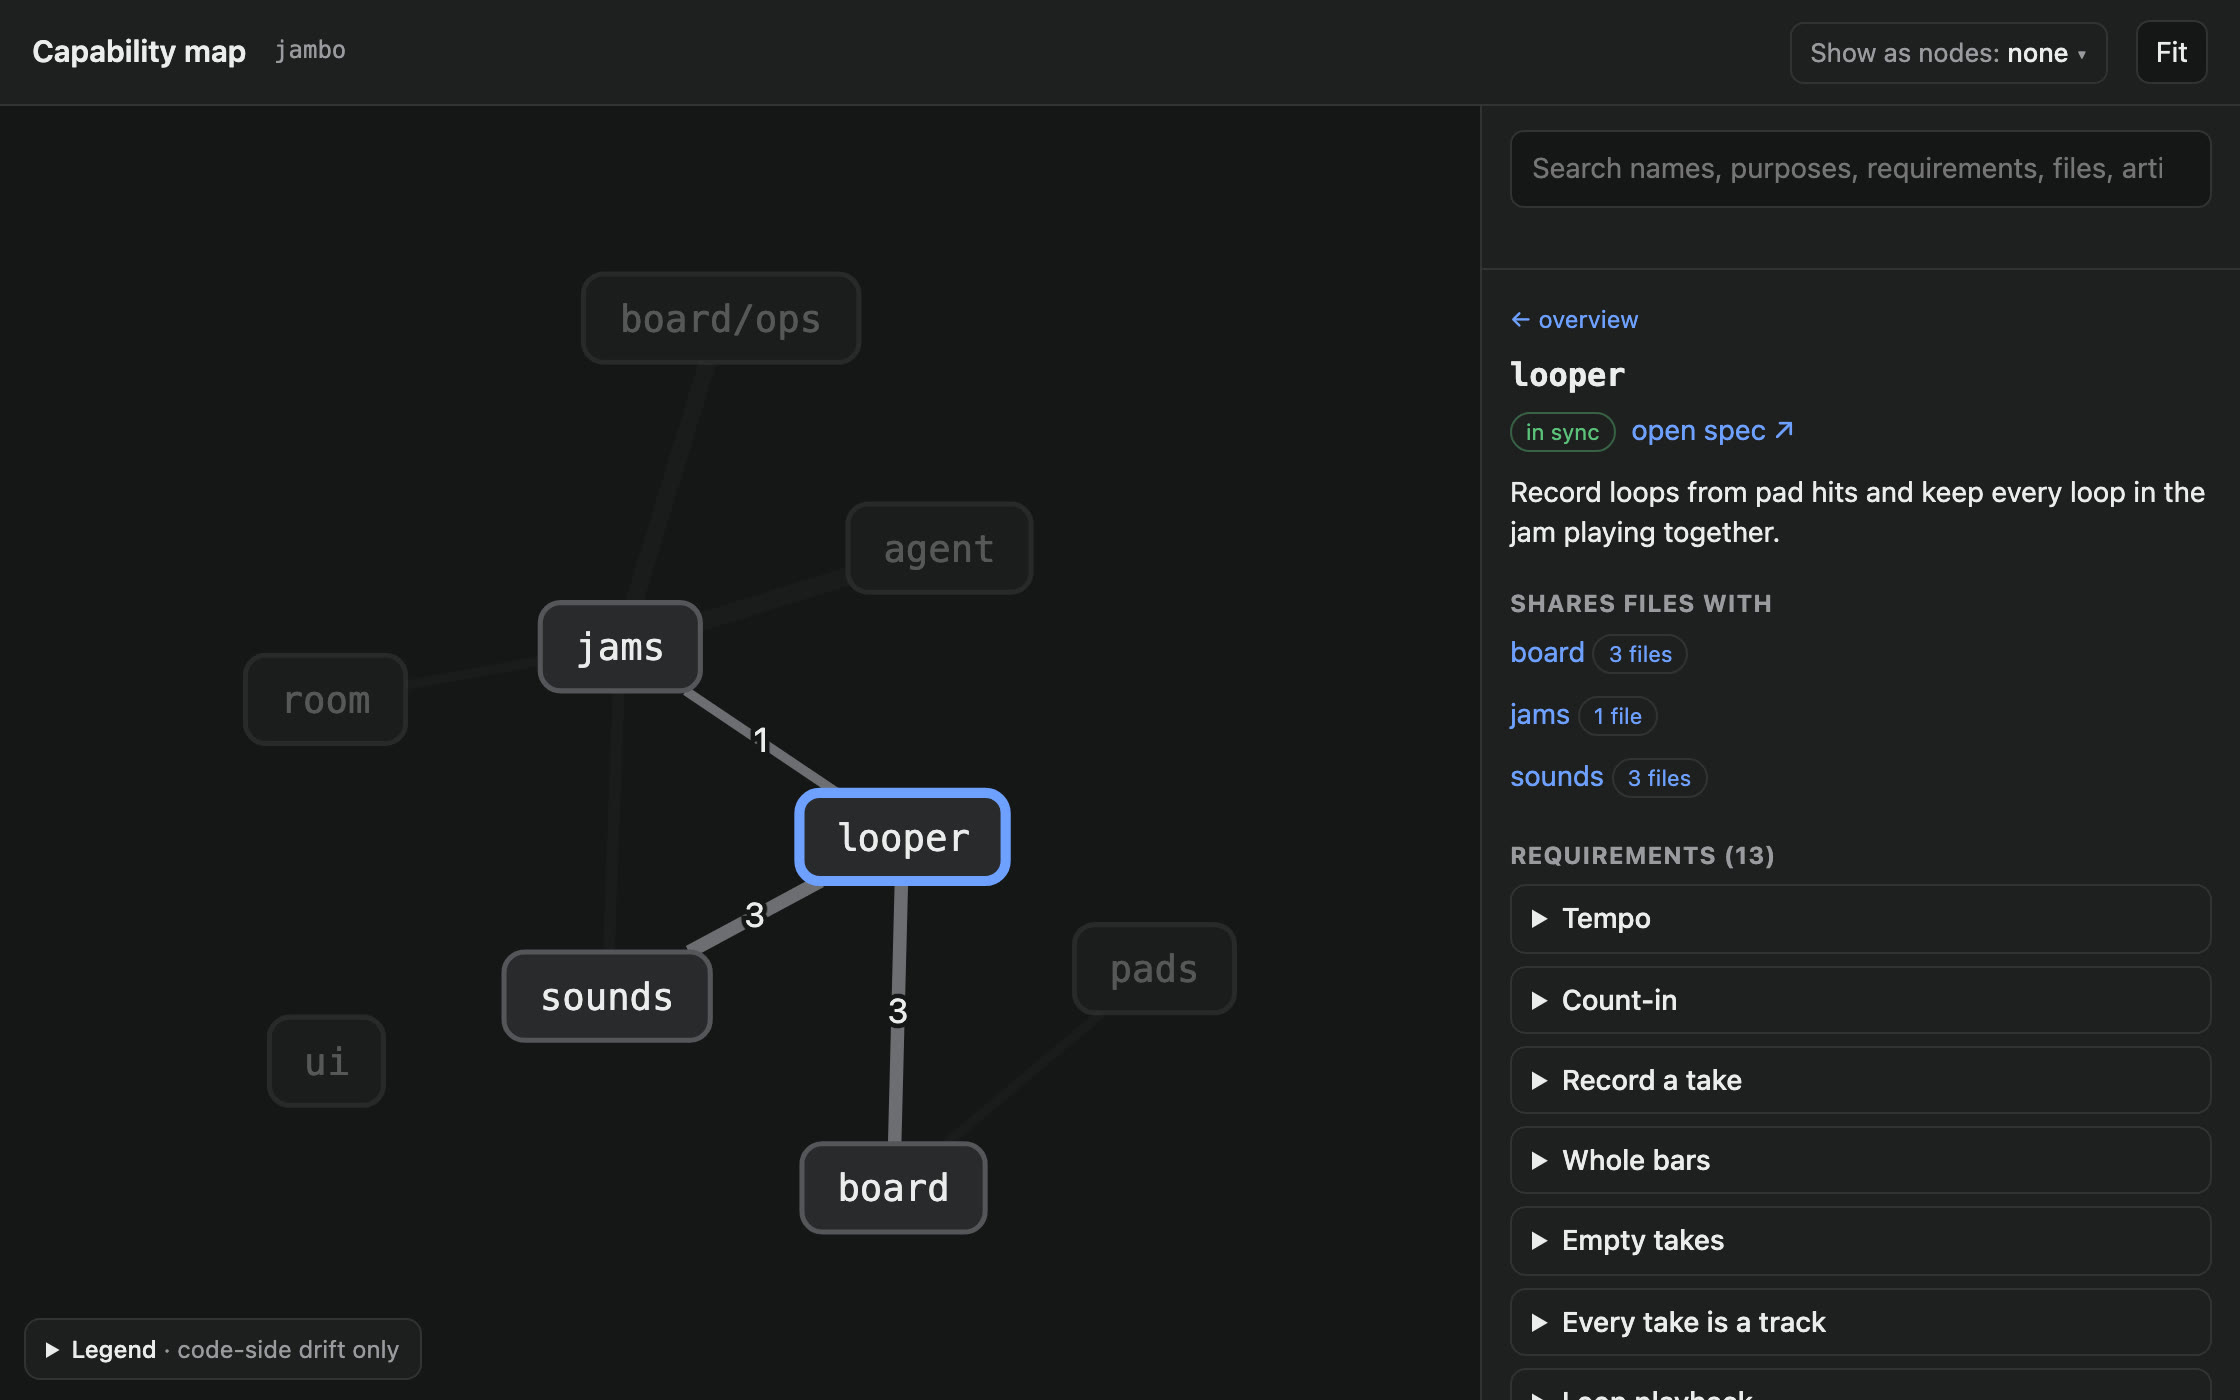 Capability map jambo
Show as nodes: none ▾
Fit
board/ops
agent
jams
room
1
looper
3
sounds
3
pads
ui
board
▶ Legend · code-side drift only
Search names, purposes, requirements, files, arti
← overview
looper
in sync open spec ↗
Record loops from pad hits and keep every loop in the
jam playing together.
SHARES FILES WITH
board 3 files
jams 1 file
sounds 3 files
REQUIREMENTS (13)
▶ Tempo
▶ Count-in
▶ Record a take
▶ Whole bars
▶ Empty takes
▶ Every take is a track
▶ Loop playback